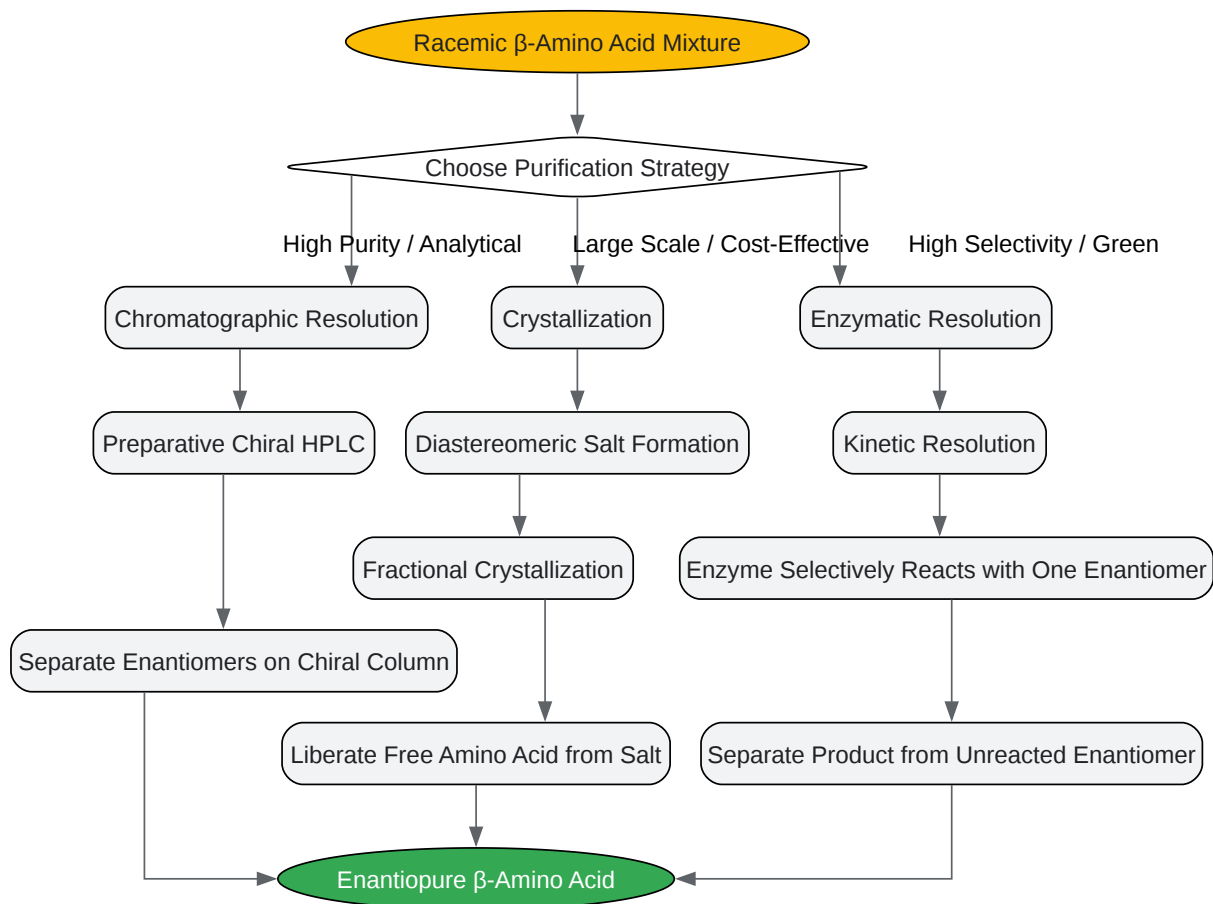 Racemic β-Amino Acid Mixture
Choose Purification Strategy
High Purity / Analytical
Large Scale / Cost-Effective
High Selectivity / Green
Chromatographic Resolution
Crystallization
Enzymatic Resolution
Preparative Chiral HPLC
Diastereomeric Salt Formation
Kinetic Resolution
Fractional Crystallization
Enzyme Selectively Reacts with One Enantiomer
Separate Enantiomers on Chiral Column
Liberate Free Amino Acid from Salt
Separate Product from Unreacted Enantiomer
Enantiopure β-Amino Acid